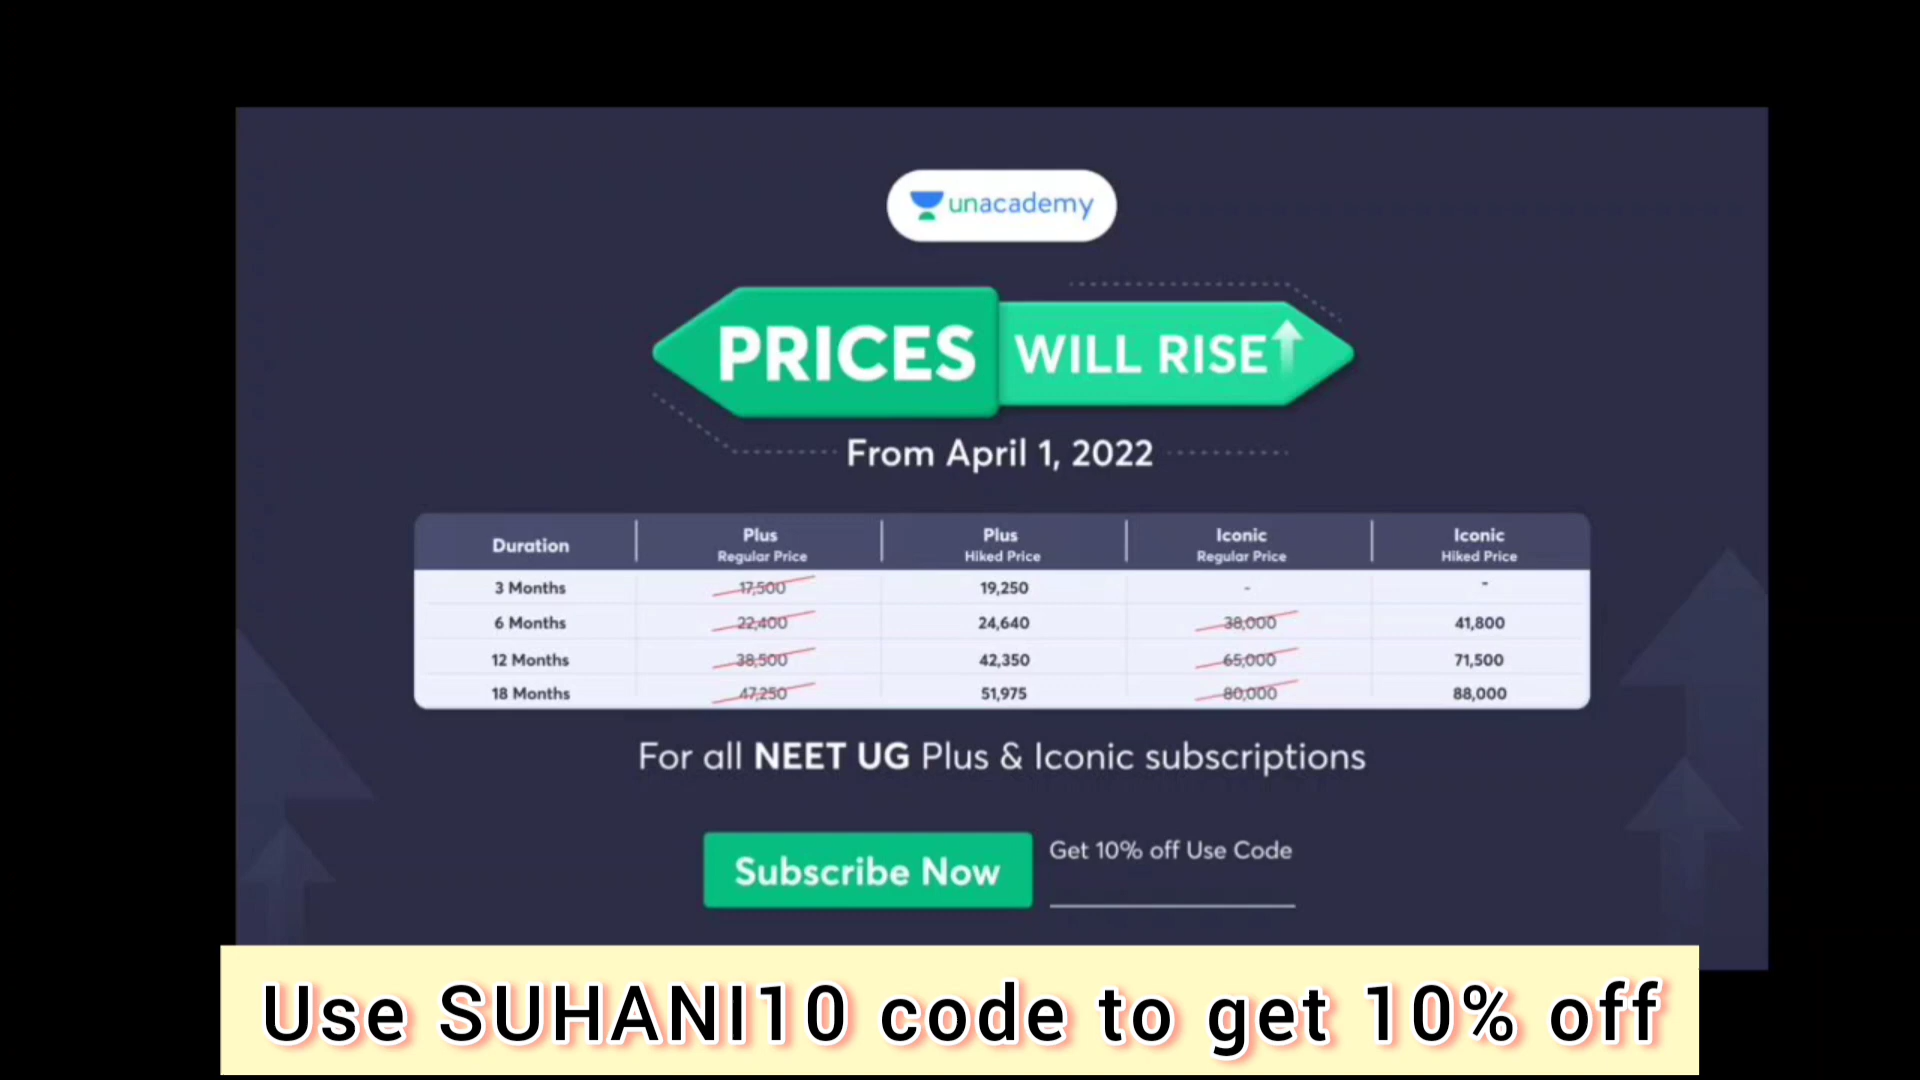 unacademy
PRICES WILL RISE
From April 1, 2022
Duration Plus Regular Price Plus Hiked Price Iconic Regular Price Iconic Hiked Price
3 Months 17,500 19,250 - -
6 Months 22,400 24,640 38,000 41,800
12 Months 38,500 42,350 65,000 71,500
18 Months 47,250 51,975 80,000 88,000
For all NEET UG Plus & Iconic subscriptions
Subscribe Now Get 10% off Use Code
Use SUHANI10 code to get 10% off